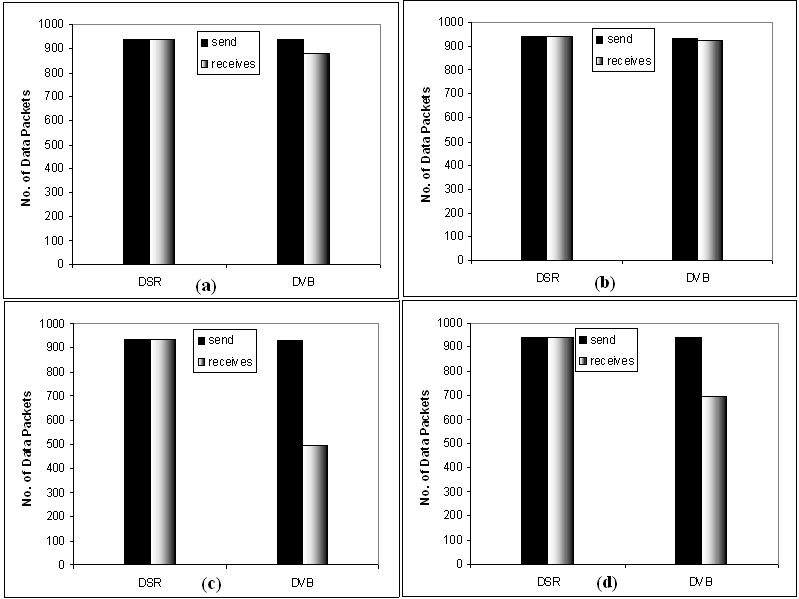 1000
900
800
700
600
500
400
300
200
100
0
No. of Data Packets
send
receives
DSR
DVB
(a)
1000
900
800
700
600
500
400
300
200
100
0
No. of Data Packets
send
receives
DSR
DVB
(b)
1000
900
800
700
600
500
400
300
200
100
0
No. of Data Packets
send
receives
DSR
DVB
(c)
1000
900
800
700
600
500
400
300
200
100
0
No. of Data Packets
send
receives
DSR
DVB
(d)